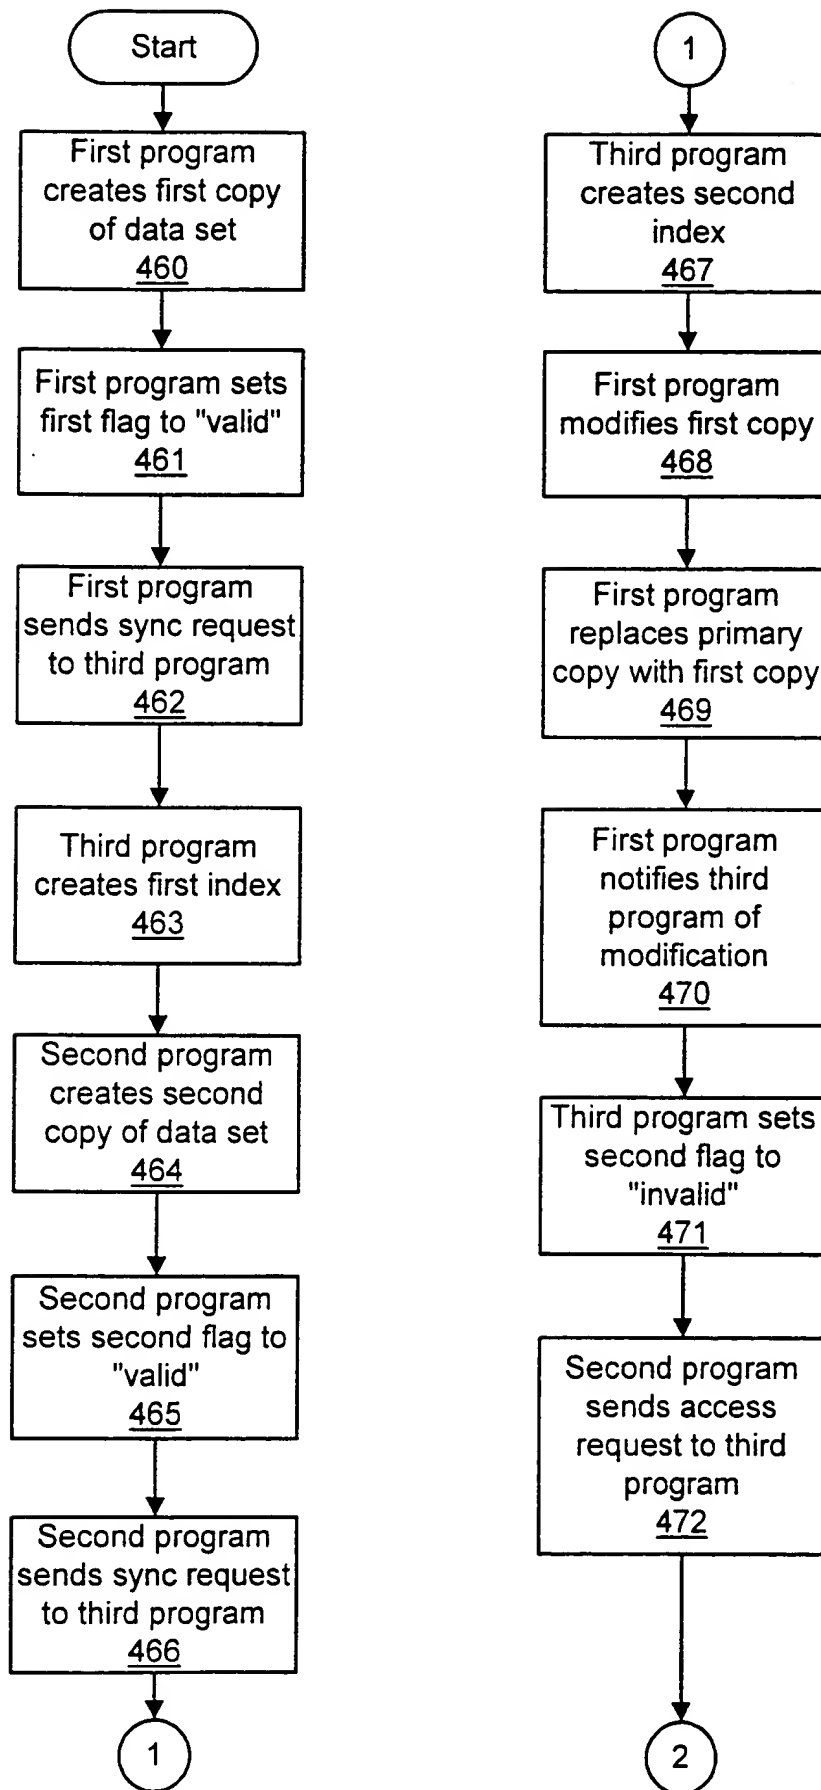 Start
First program
creates first copy
of data set
460
First program sets
first flag to "valid"
461
First program
sends sync request
to third program
462
Third program
creates first index
463
Second program
creates second
copy of data set
464
Second program
sets second flag to
"valid"
465
Second program
sends sync request
to third program
466
1
1
Third program
creates second
index
467
First program
modifies first copy
468
First program
replaces primary
copy with first copy
469
First program
notifies third
program of
modification
470
Third program sets
second flag to
"invalid"
471
Second program
sends access
request to third
program
472
2